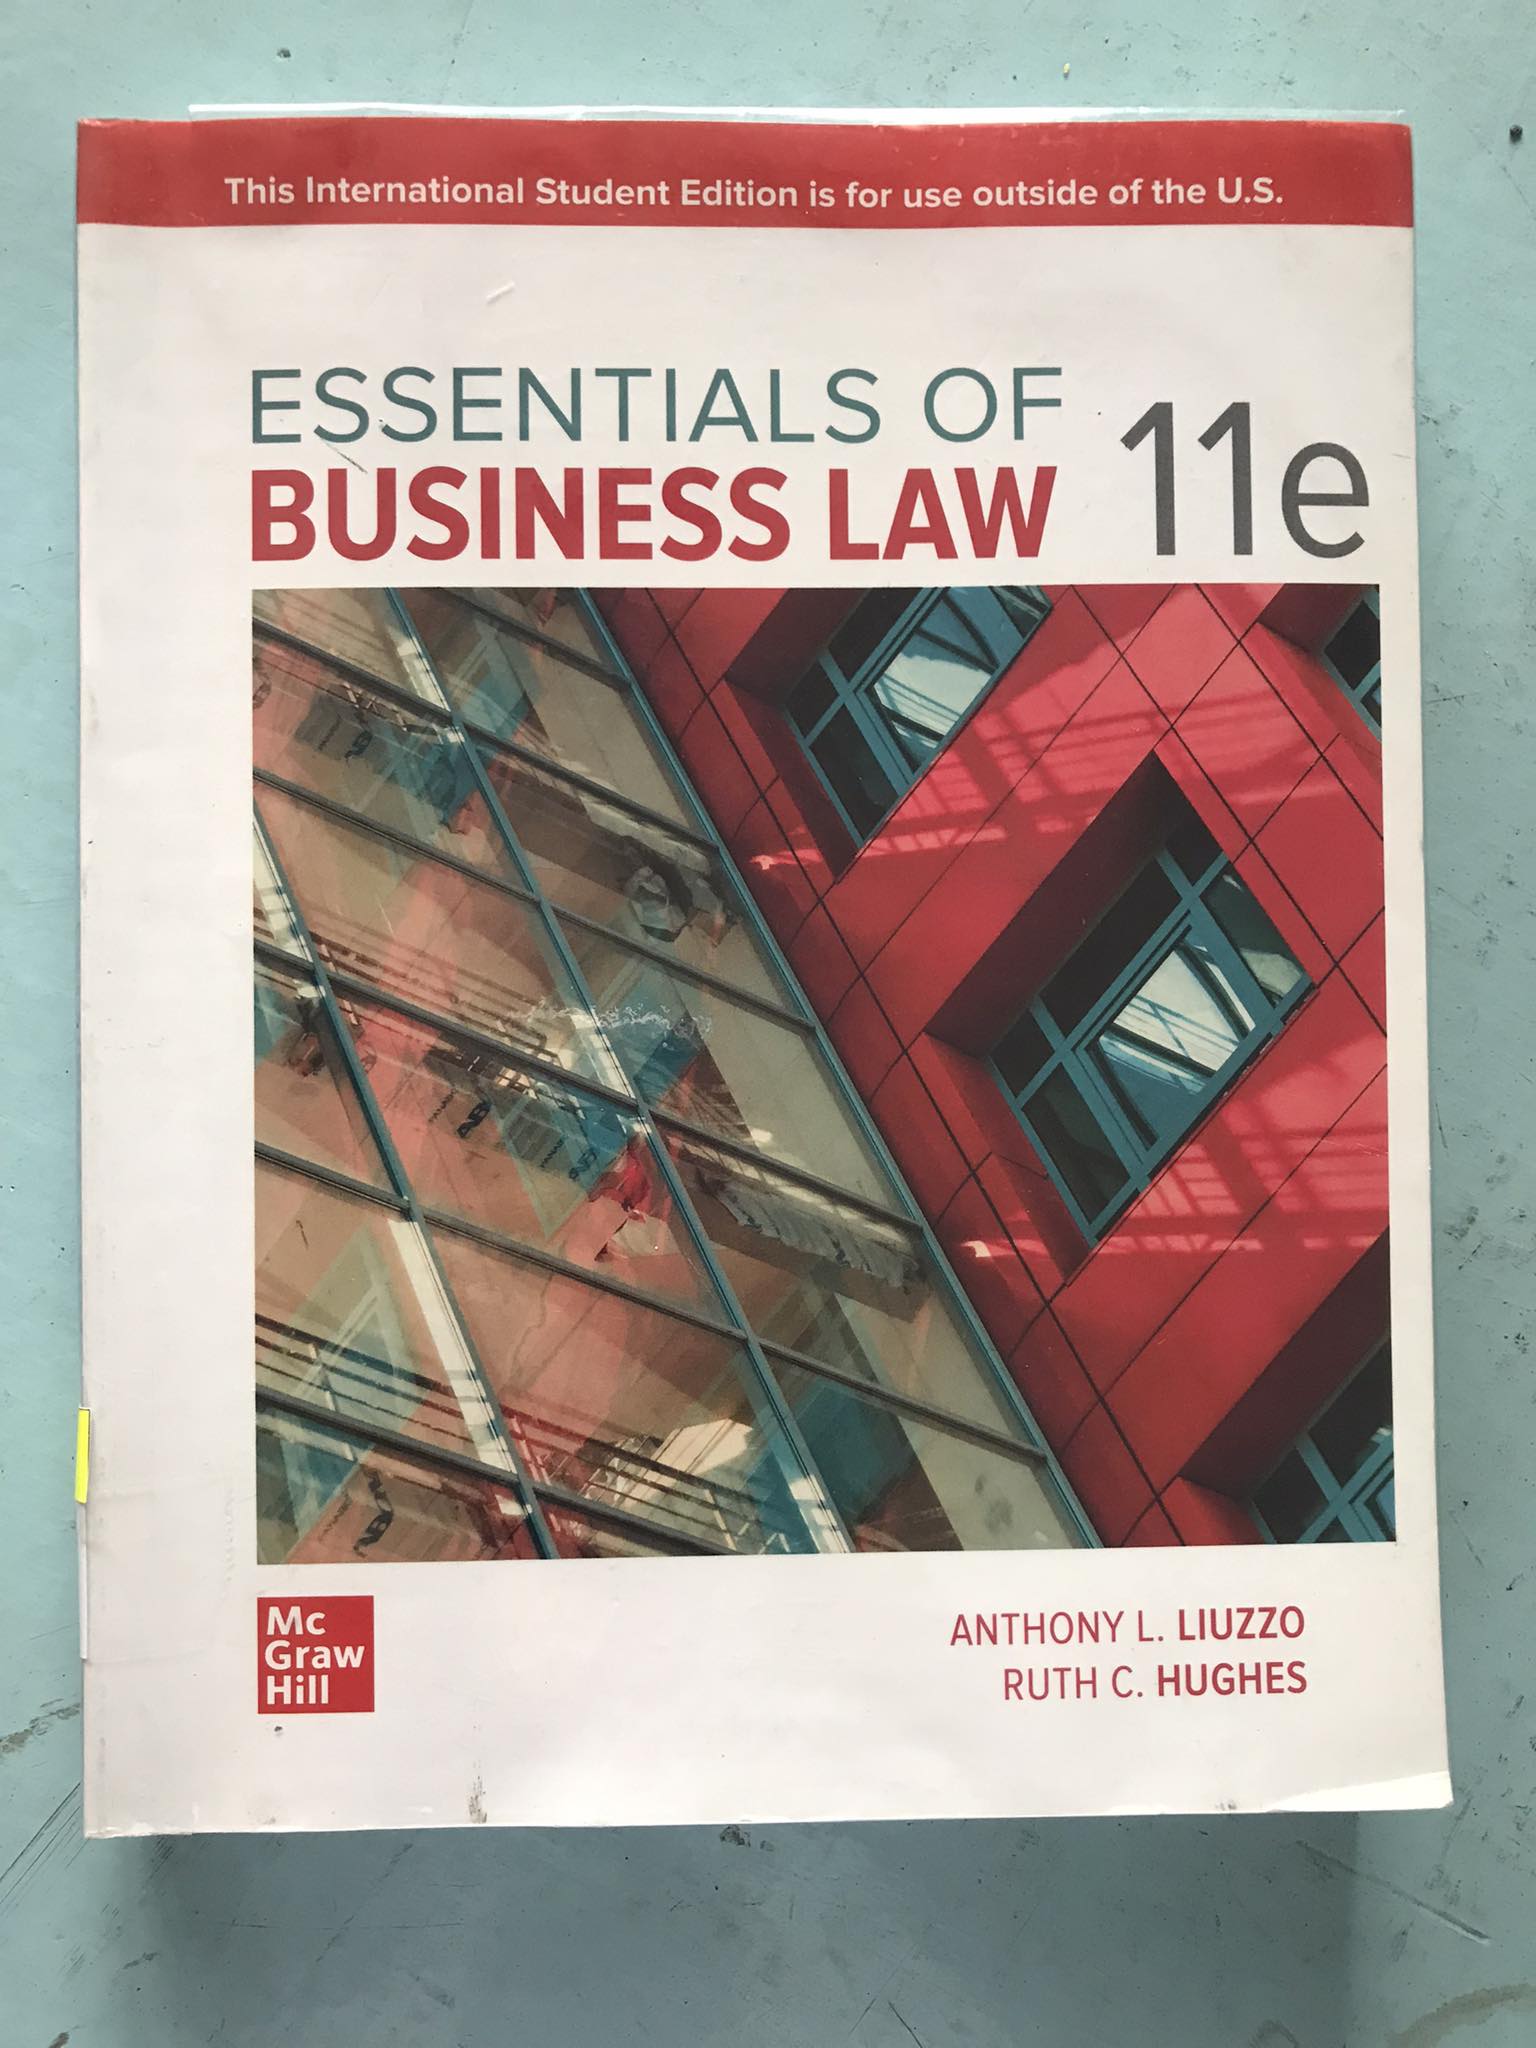 This International Student Edition is for use outside of the U.S.
ESSENTIALS OF
BUSINESS LAW
11e
Mc
Graw
Hill
ANTHONY L. LIUZZO
RUTH C. HUGHES